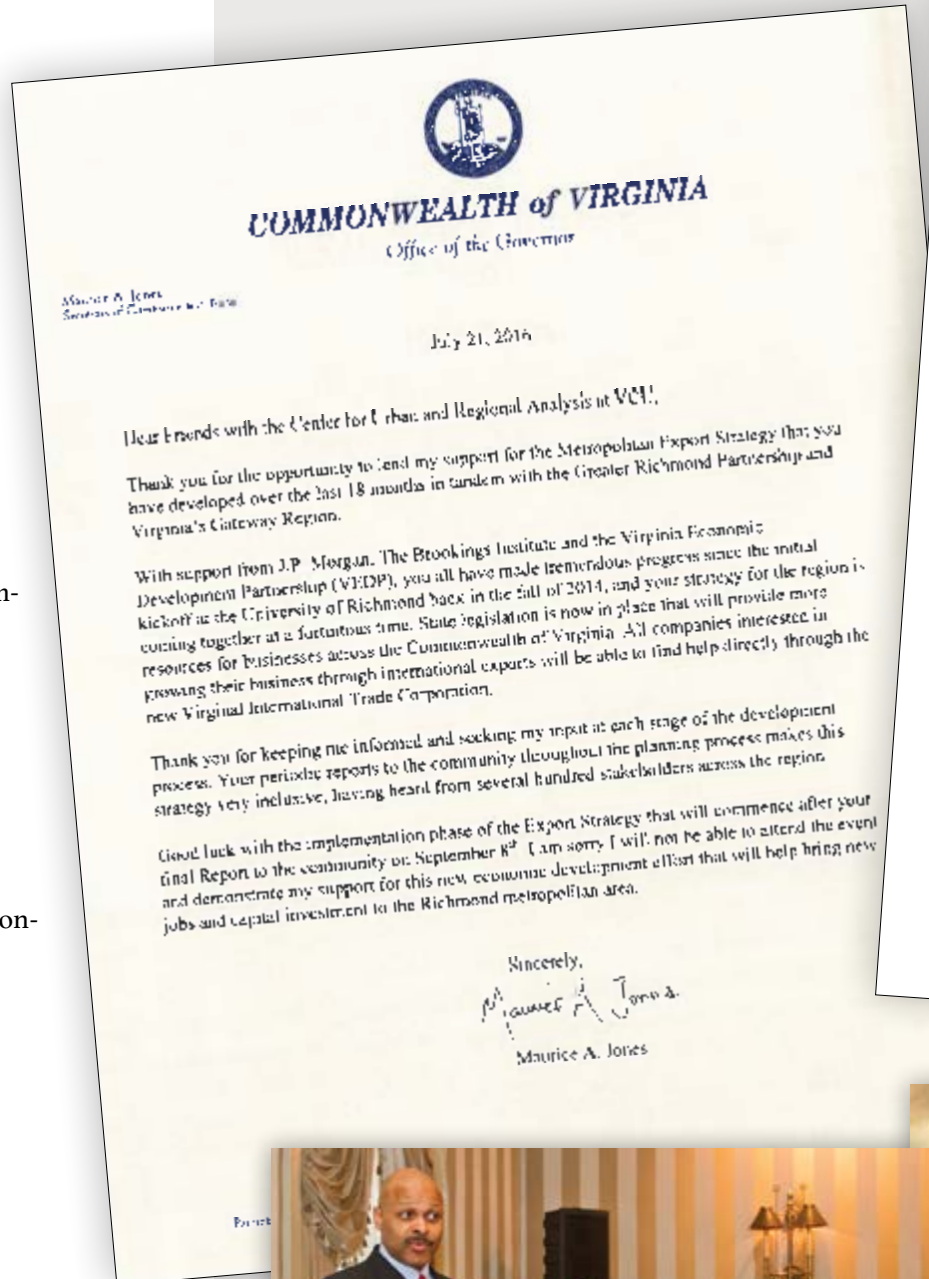 COMMONWEALTH of VIRGINIA
Office of the Governor
Maurice A. Jones
Secretary of Commerce and Trade
July 21, 2016
Dear Friends with the Center for Urban and Regional Analysis at VCU,
Thank you for the opportunity to lend my support for the Metropolitan Export Strategy that you
have developed over the last 18 months in tandem with the Greater Richmond Partnership and
Virginia's Gateway Region.
With support from J.P. Morgan, The Brookings Institute and the Virginia Economic
Development Partnership (VEDP), you all have made tremendous progress since the initial
kickoff at the University of Richmond back in the fall of 2014, and your strategy for the region is
coming together at a fortuitous time. State legislation is now in place that will provide more
resources for businesses across the Commonwealth of Virginia. All companies interested in
growing their business through international exports will be able to find help directly through the
new Virginal International Trade Corporation.
Thank you for keeping me informed and seeking my input at each stage of the development
process. Your periodic reports to the community throughout the planning process makes this
strategy very inclusive, having heard from several hundred stakeholders across the region.
Good luck with the implementation phase of the Export Strategy that will commence after your
final Report to the community on September 8th. I am sorry I will not be able to attend the event
and demonstrate my support for this new economic development effort that will help bring new
jobs and capital investment to the Richmond metropolitan area.
Sincerely,
Maurice A. Jones
Maurice A. Jones
n-
on-